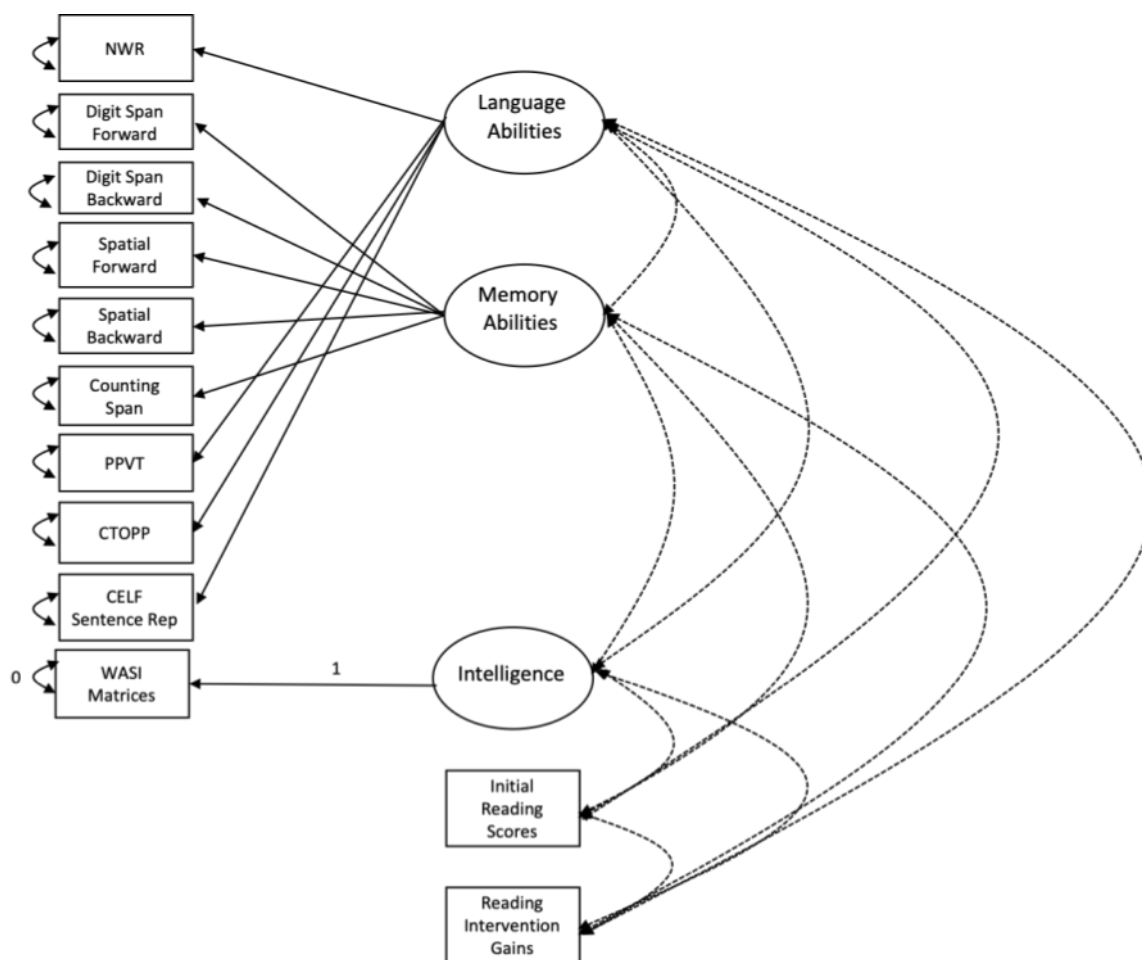 NWR
Digit Span
Forward
Digit Span
Backward
Spatial
Forward
Spatial
Backward
Counting
Span
PPVT
CTOPP
CELF
Sentence Rep
0
WASI
Matrices
1
Language
Abilities
Memory
Abilities
Intelligence
Initial
Reading
Scores
Reading
Intervention
Gains